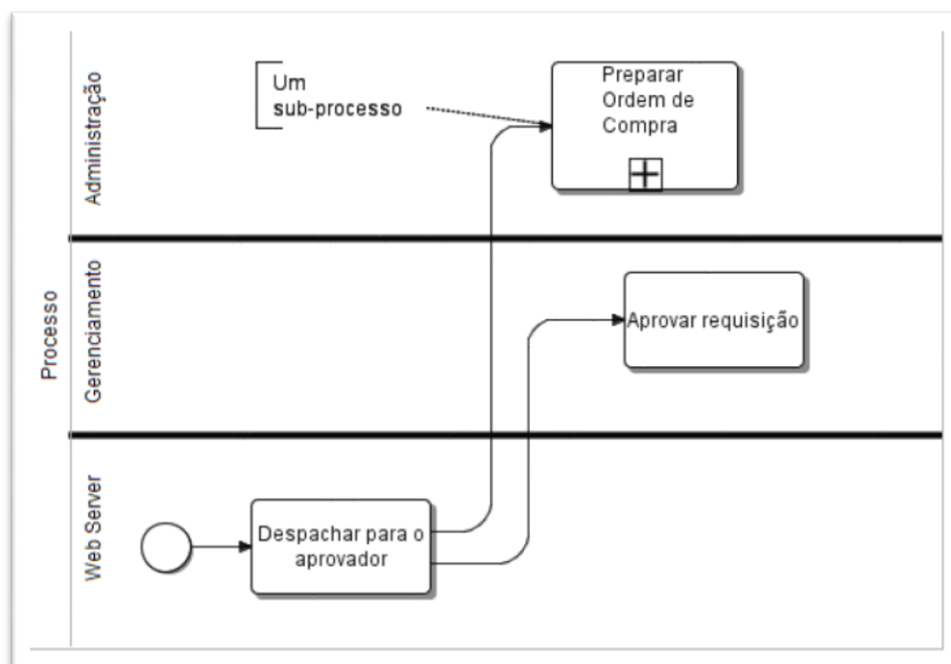 Processo
Administração
Um
sub-processo
Preparar
Ordem de
Compra
Gerenciamento
Aprovar requisição
Web Server
Despachar para o
aprovador